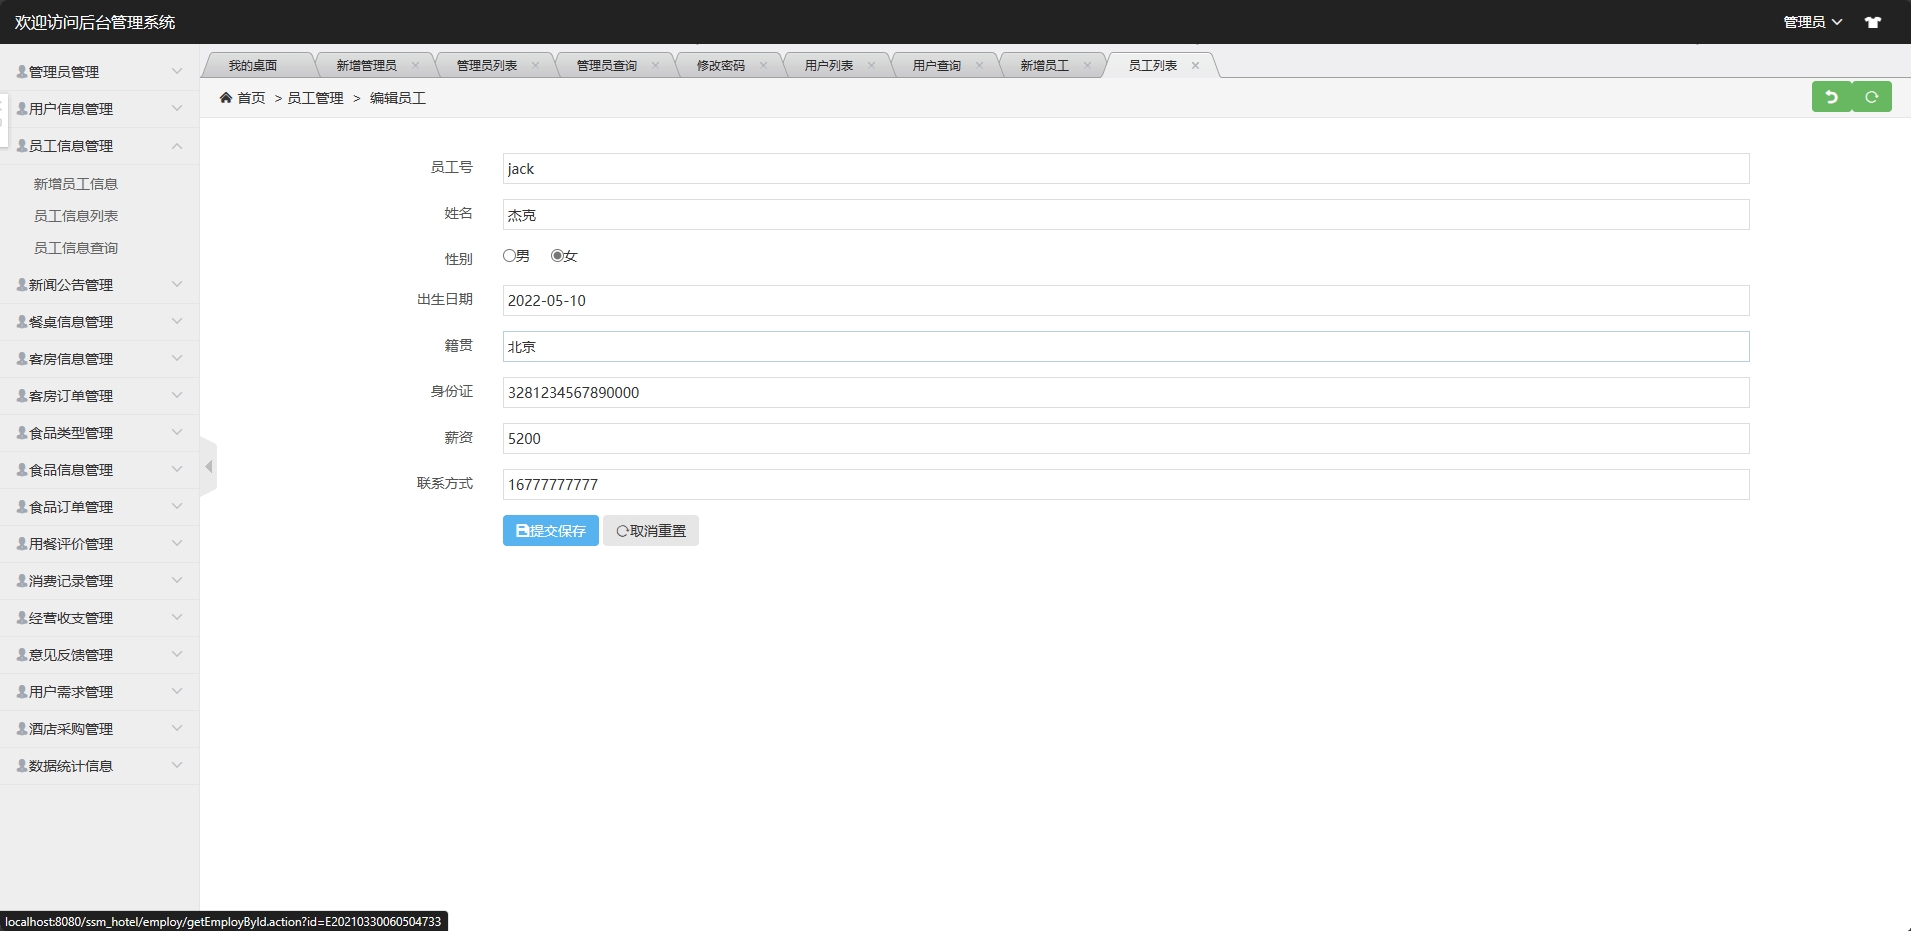 欢迎访问后台管理系统
管理员
管理员管理
用户信息管理
员工信息管理
新增员工信息
员工信息列表
员工信息查询
新闻公告管理
餐桌信息管理
客房信息管理
客房订单管理
食品类型管理
食品信息管理
食品订单管理
用餐评价管理
消费记录管理
经营收支管理
意见反馈管理
用户需求管理
酒店采购管理
数据统计信息
我的桌面 新增管理员 管理员列表 管理员查询 修改密码 用户列表 用户查询 新增员工 员工列表
首页 > 员工管理 > 编辑员工
员工号 jack
姓名 杰克
性别 男 女
出生日期 2022-05-10
籍贯 北京
身份证 3281234567890000
薪资 5200
联系方式 16777777777
提交保存 取消重置
localhost:8080/ssm_hotel/employ/getEmployById.action?id=E20210330060504733